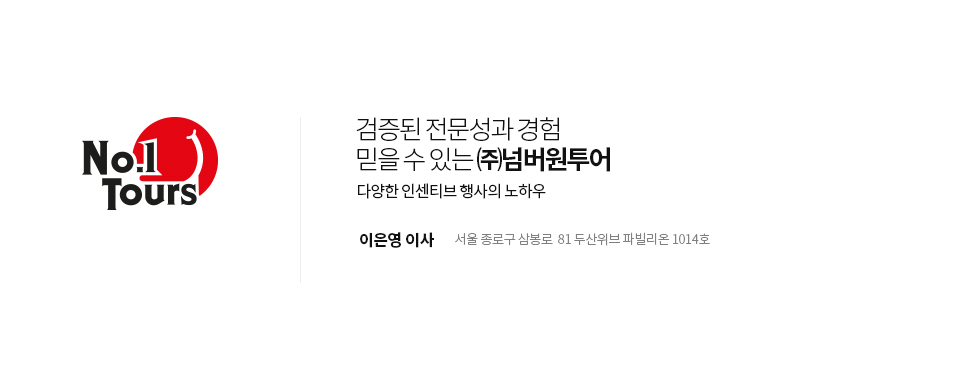 No.1
Tours
검증된 전문성과 경험
믿을 수 있는 ㈜넘버원투어
다양한 인센티브 행사의 노하우
이은영 이사 서울 종로구 삼봉로 81 두산위브 파빌리온 1014호